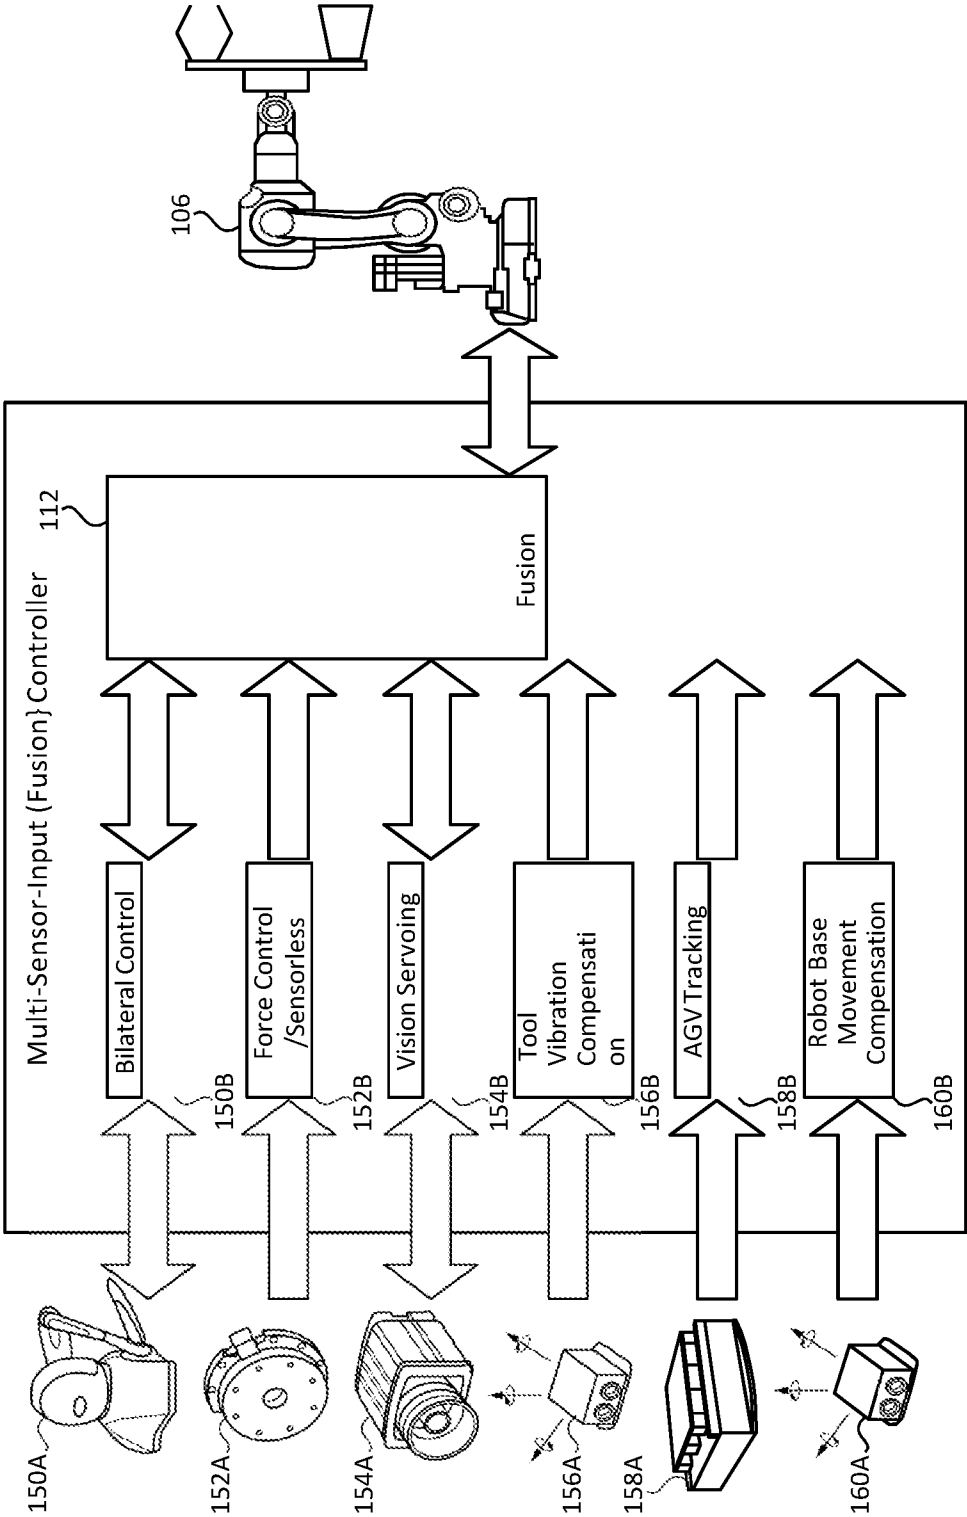 Multi-Sensor-Input (Fusion} Controller
150A
150B
Bilateral Control
112
106
152A
152B
Force Control
/Sensorless
154A
154B
Vision Servoing
Fusion
156A
156B
Tool
Vibration
Compensati
on
158A
158B
AGV Tracking
160A
160B
Robot Base
Movement
Compensation